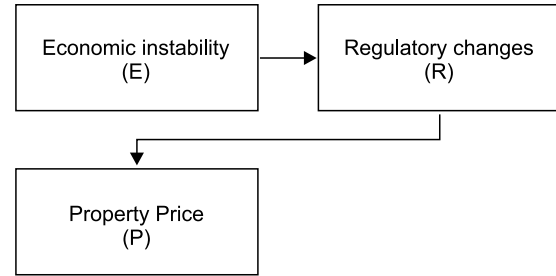 Economic instability
(E)
Regulatory changes
(R)
Property Price
(P)